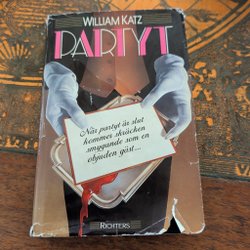 WILLIAM KATZ
PARTYT
När partyt är slut
kommer skräcken
smygande som en
objuden gäst...
RICHTERS